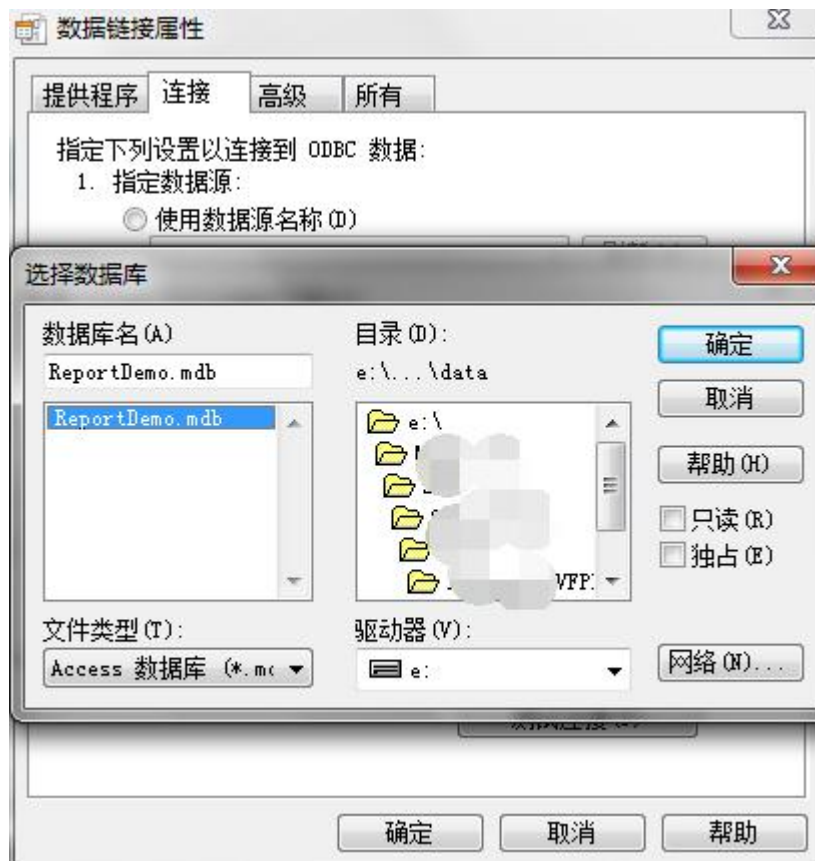 数据链接属性
提供程序 连接 高级 所有
指定下列设置以连接到 ODBC 数据:
1. 指定数据源:
使用数据源名称(D)
选择数据库
数据库名(A)
目录(D):
确定
ReportDemo.mdb
e:\...\data
取消
ReportDemo.mdb
e:\
帮助(H)
只读(R)
独占(E)
VFP
文件类型(T):
驱动器(V):
Access 数据库 (*.m
e:
网络(N)...
确定 取消 帮助